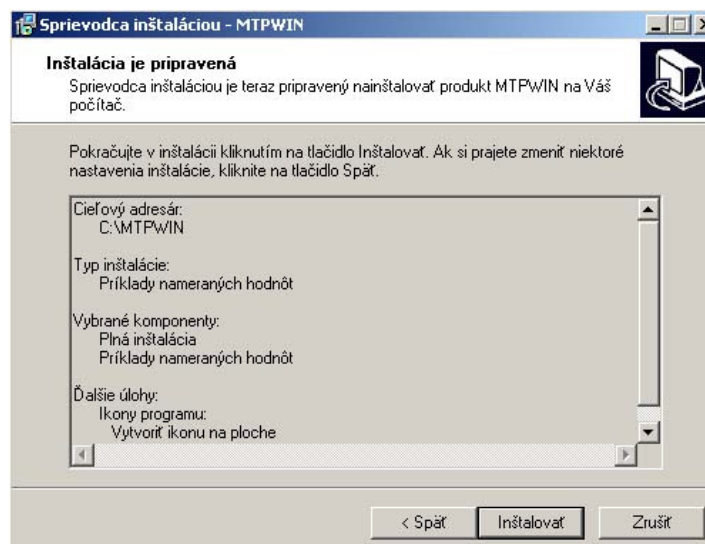 Sprievodca inštaláciou - MTPWIN
Inštalácia je pripravená
Sprievodca inštaláciou je teraz pripravený nainštalovať produkt MTPWIN na Váš
počítač.
Pokračujte v inštalácii kliknutím na tlačidlo Inštalovať. Ak si prajete zmeniť niektoré
nastavenia inštalácie, kliknite na tlačidlo Späť.
Cieľový adresár:
C:\MTPWIN
Typ inštalácie:
Príklady nameraných hodnôt
Vybrané komponenty:
Plná inštalácia
Príklady nameraných hodnôt
Ďalšie úlohy:
Ikony programu:
Vytvoriť ikonu na ploche
< Späť
Inštalovať
Zrušiť